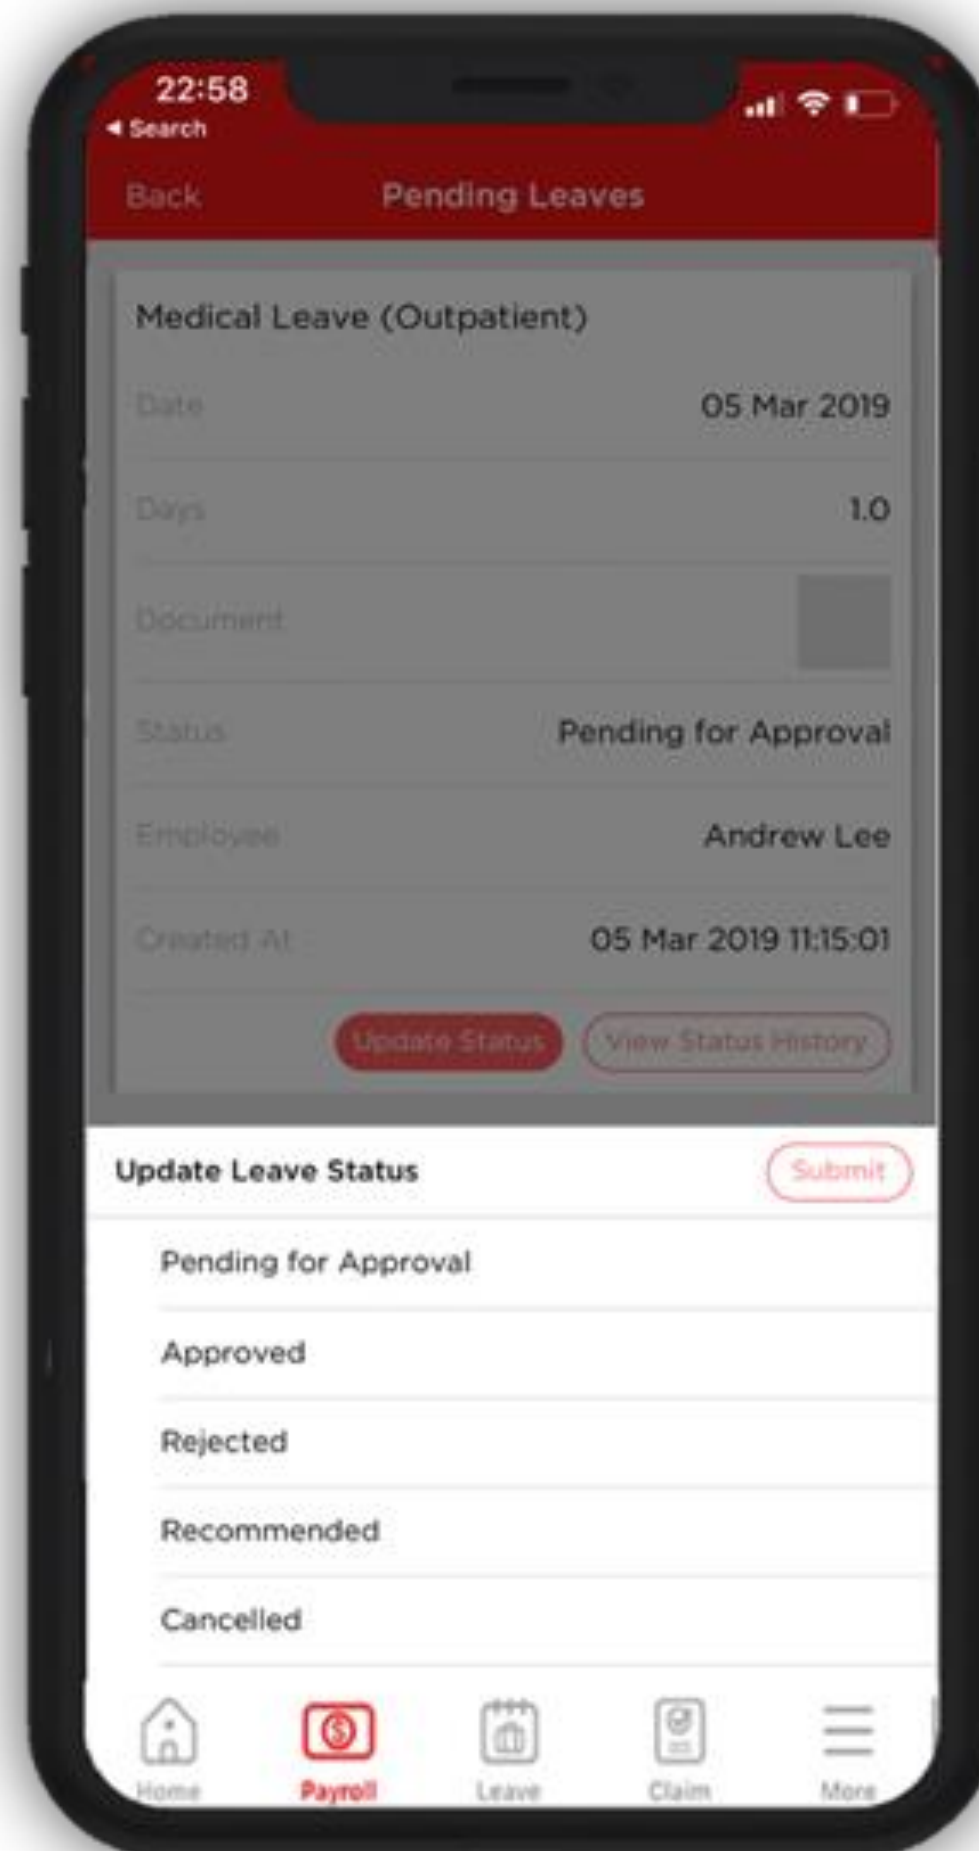 22:58
◀ Search
Back Pending Leaves
Medical Leave (Outpatient)
Date 05 Mar 2019
Days 1.0
Document
Status Pending for Approval
Employee Andrew Lee
Created At 05 Mar 2019 11:15:01
Update Status View Status History
Update Leave Status Submit
Pending for Approval
Approved
Rejected
Recommended
Cancelled
Home Payroll Leave Claim More